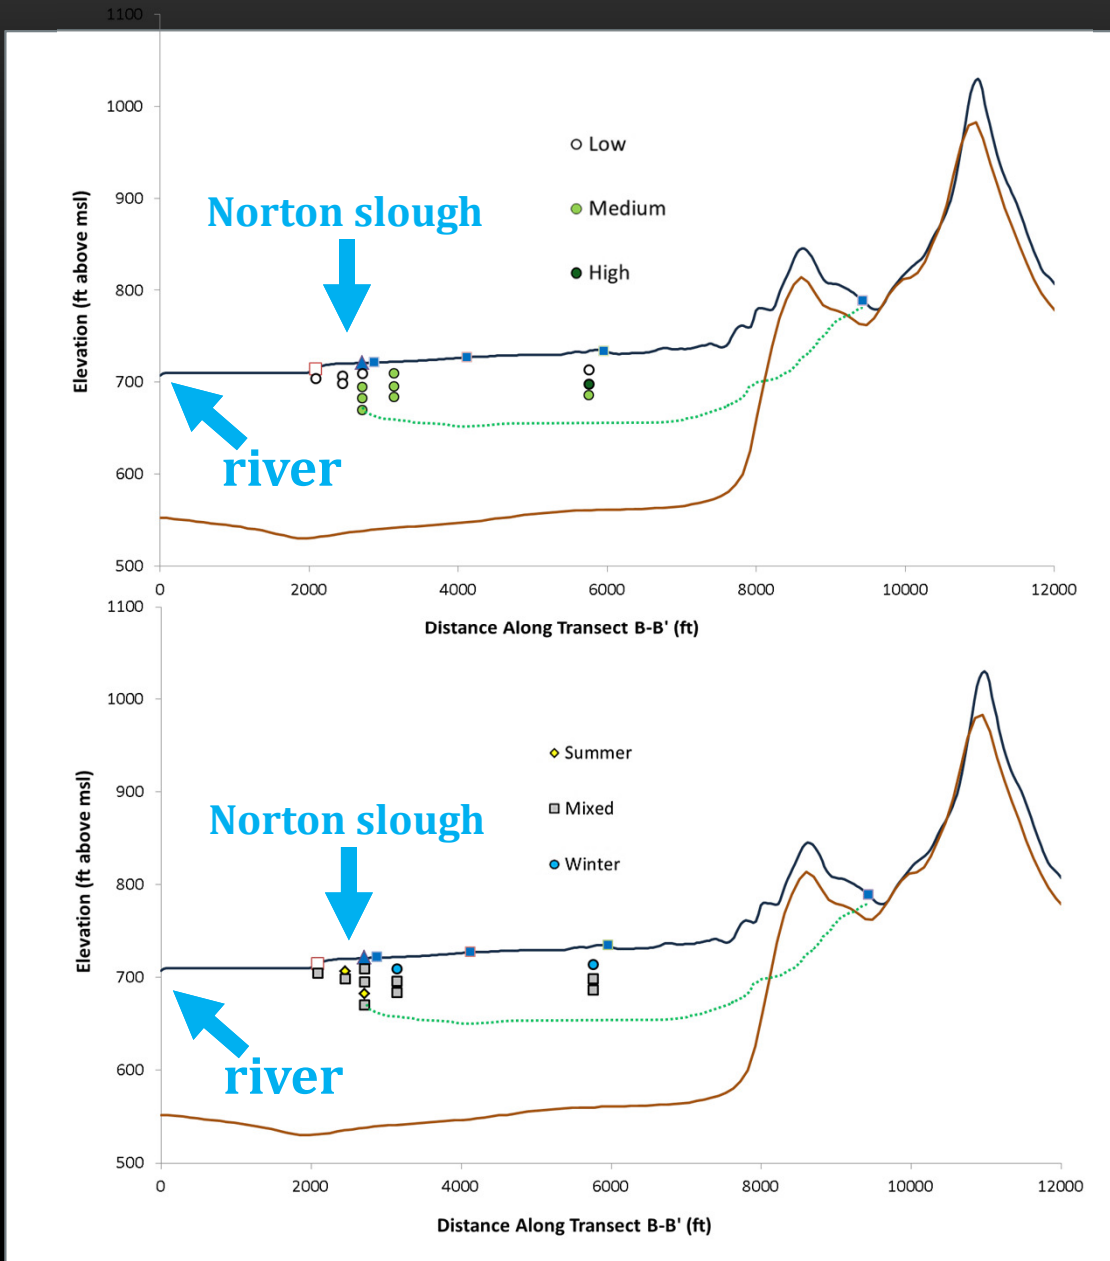 1100
1000
900
800
700
600
500
Elevation (ft above msl)
Low
Medium
High
Norton slough
river
0 2000 4000 6000 8000 10000 12000
Distance Along Transect B-B' (ft)
1100
1000
900
800
700
600
500
Elevation (ft above msl)
Summer
Mixed
Winter
Norton slough
river
0 2000 4000 6000 8000 10000 12000
Distance Along Transect B-B' (ft)